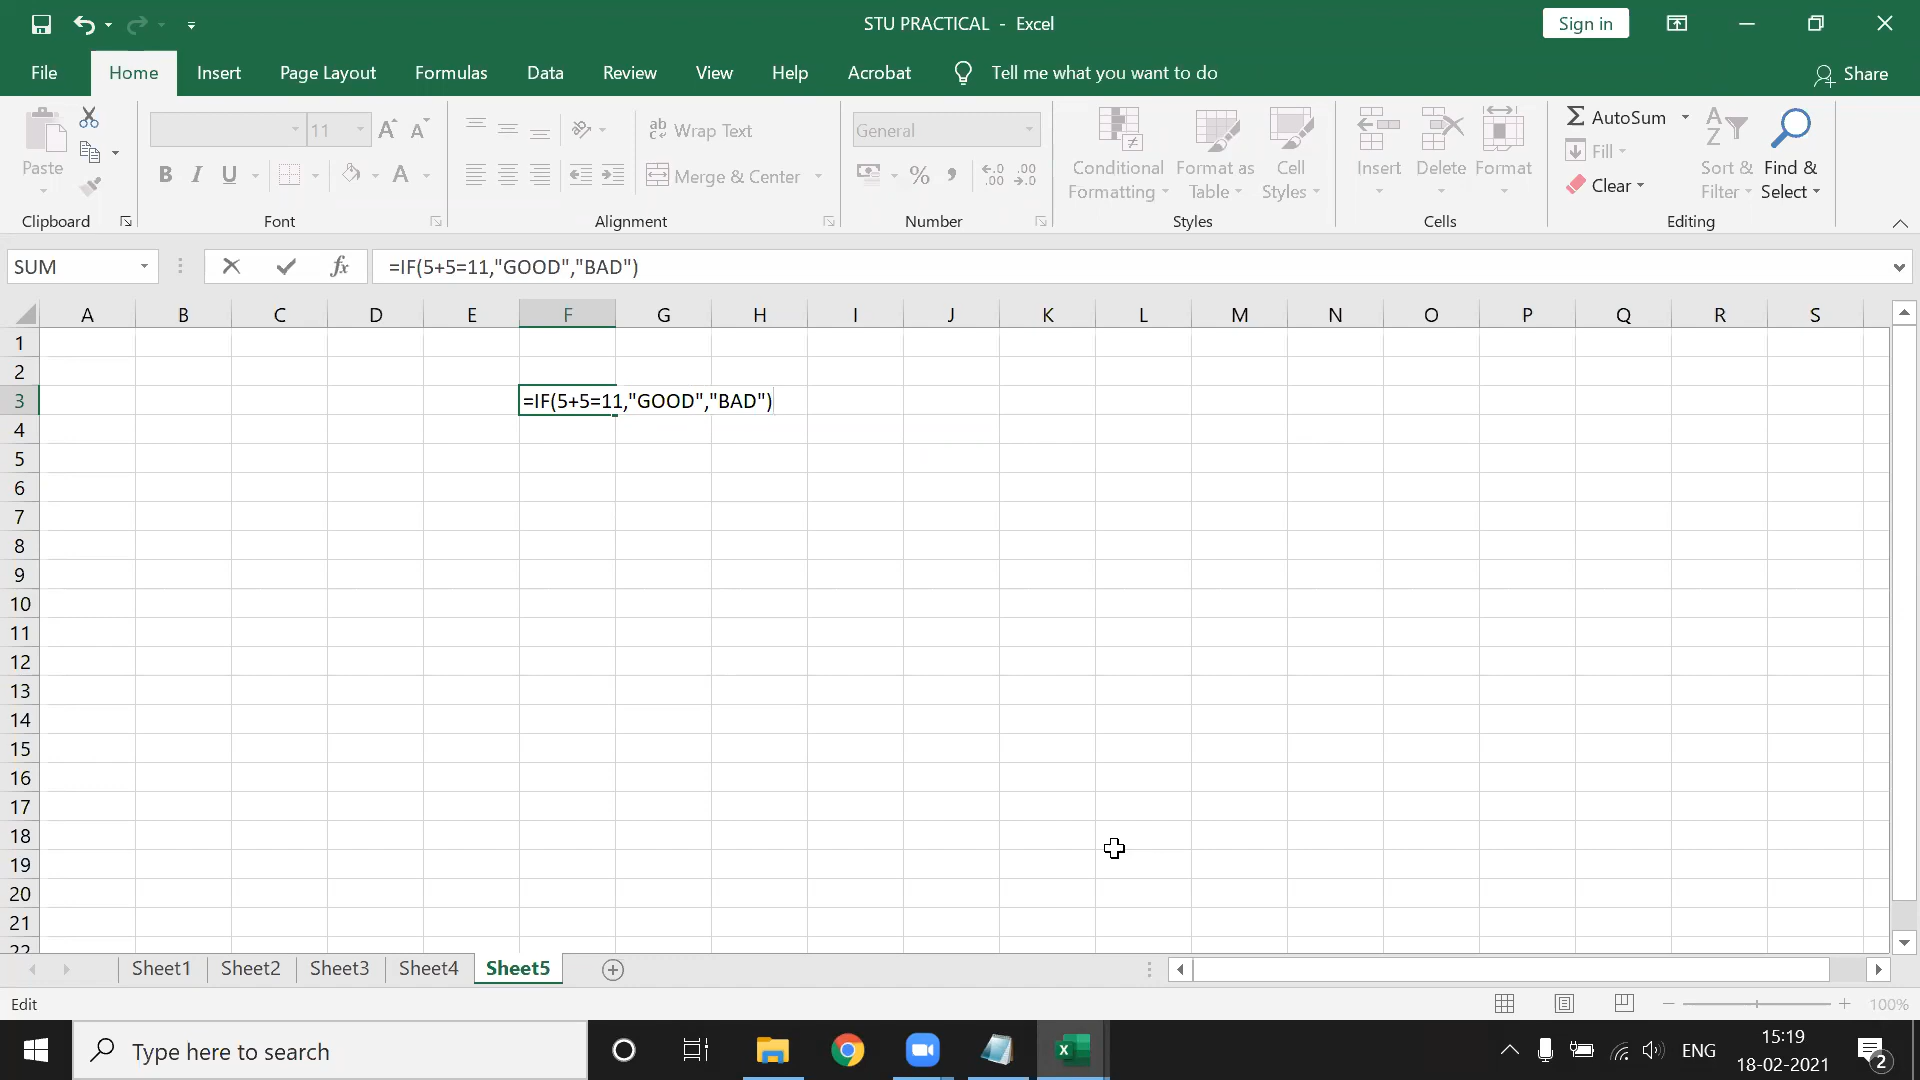 STU PRACTICAL - Excel
Sign in
File Home Insert Page Layout Formulas Data Review View Help Acrobat Tell me what you want to do Share
Paste
Clipboard
11
B I U A
Font
ab Wrap Text
Merge & Center
Alignment
General
% , .00
Number
Conditional Formatting
Format as Table
Cell Styles
Styles
Insert Delete Format
Cells
Σ AutoSum
Fill
Clear
Sort & Filter
Find & Select
Editing
SUM fx =IF(5+5=11,"GOOD","BAD")
A B C D E F G H I J K L M N O P Q R S
1
2
3 =IF(5+5=11,"GOOD","BAD")
4
5
6
7
8
9
10
11
12
13
14
15
16
17
18
19
20
21
22
Sheet1 Sheet2 Sheet3 Sheet4 Sheet5
Edit 100%
Type here to search ENG 15:19
18-02-2021 2